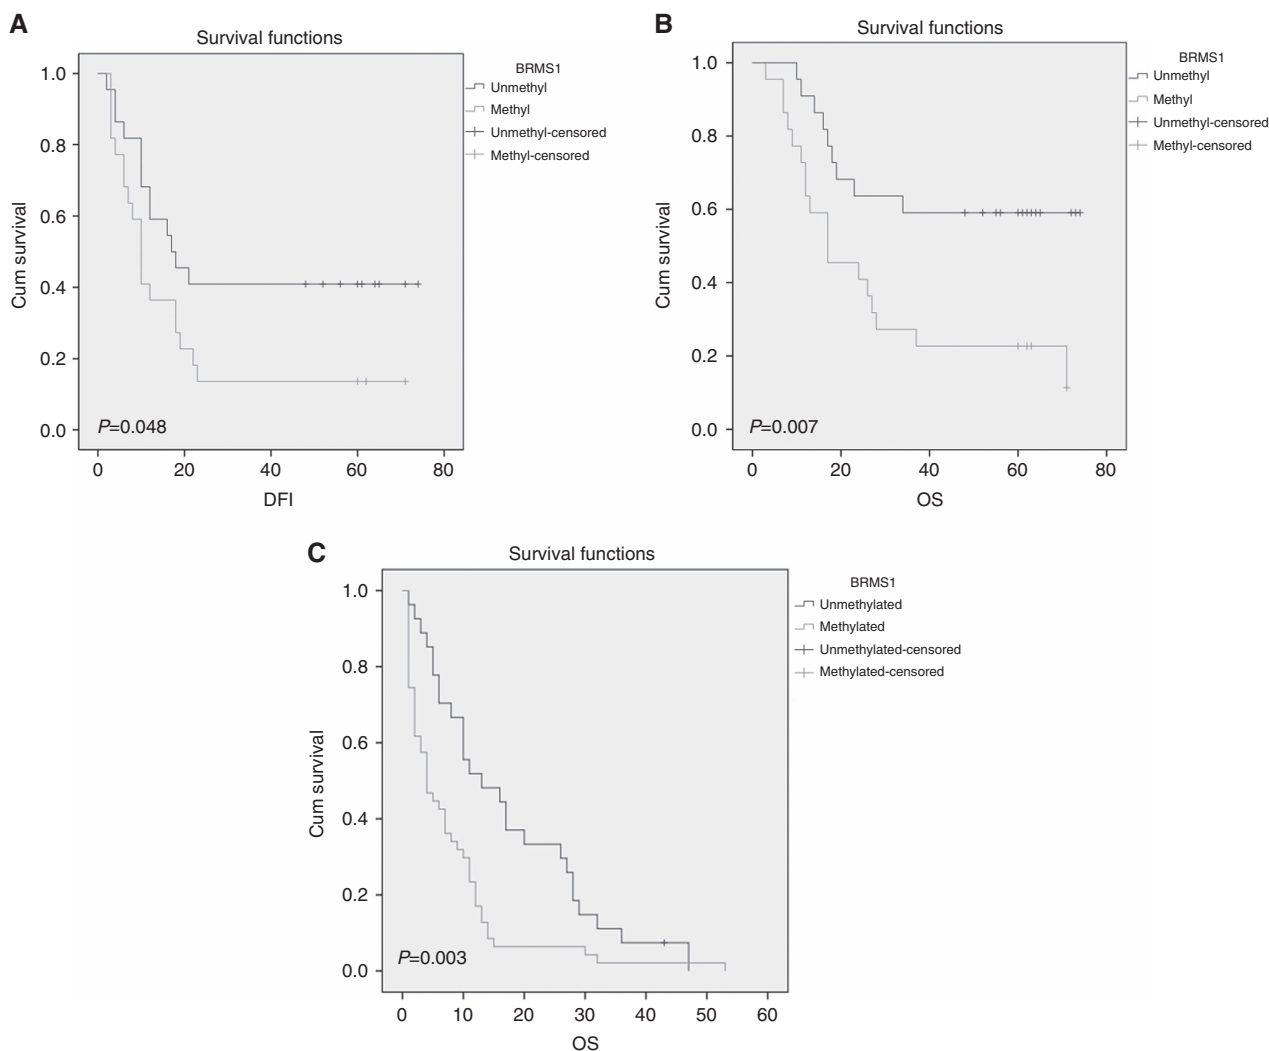 A
Survival functions
BRMS1
Unmethyl
Methyl
Unmethyl-censored
Methyl-censored
1.0
0.8
0.6
0.4
0.2
0.0
Cum survival
P=0.048
0 20 40 60 80
DFI
B
Survival functions
BRMS1
Unmethyl
Methyl
Unmethyl-censored
Methyl-censored
1.0
0.8
0.6
0.4
0.2
0.0
Cum survival
P=0.007
0 20 40 60 80
OS
C
Survival functions
BRMS1
Unmethylated
Methylated
Unmethylated-censored
Methylated-censored
1.0
0.8
0.6
0.4
0.2
0.0
Cum survival
P=0.003
0 10 20 30 40 50 60
OS